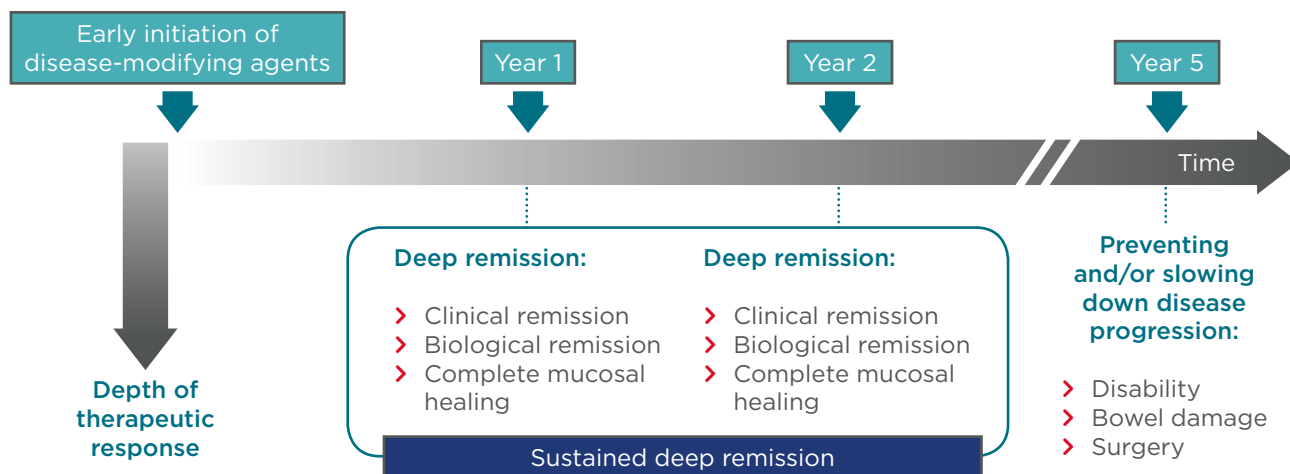 Early initiation of
disease-modifying agents
Year 1
Year 2
Year 5
Time
Depth of
therapeutic
response
Deep remission:
Clinical remission
Biological remission
Complete mucosal
healing
Deep remission:
Clinical remission
Biological remission
Complete mucosal
healing
Sustained deep remission
Preventing
and/or slowing
down disease
progression:
Disability
Bowel damage
Surgery